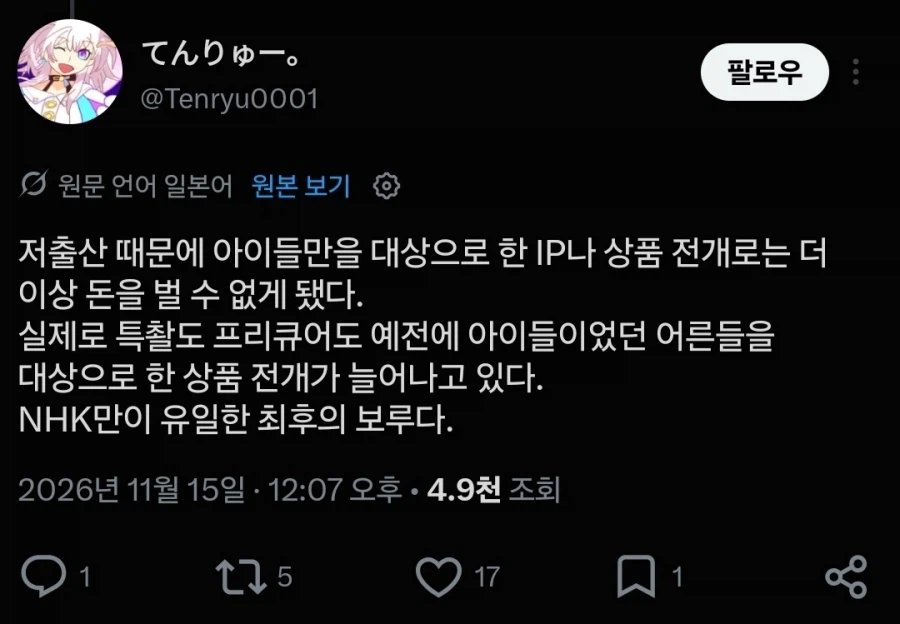 てんりゅー。
@Tenryu0001
팔로우
원문 언어 일본어 원본 보기
저출산 때문에 아이들만을 대상으로 한 IP나 상품 전개로는 더
이상 돈을 벌 수 없게 됐다.
실제로 특촬도 프리큐어도 예전에 아이들이었던 어른들을
대상으로 한 상품 전개가 늘어나고 있다.
NHK만이 유일한 최후의 보루다.
2026년 11월 15일 · 12:07 오후 · 4.9천 조회
1 5 17 1